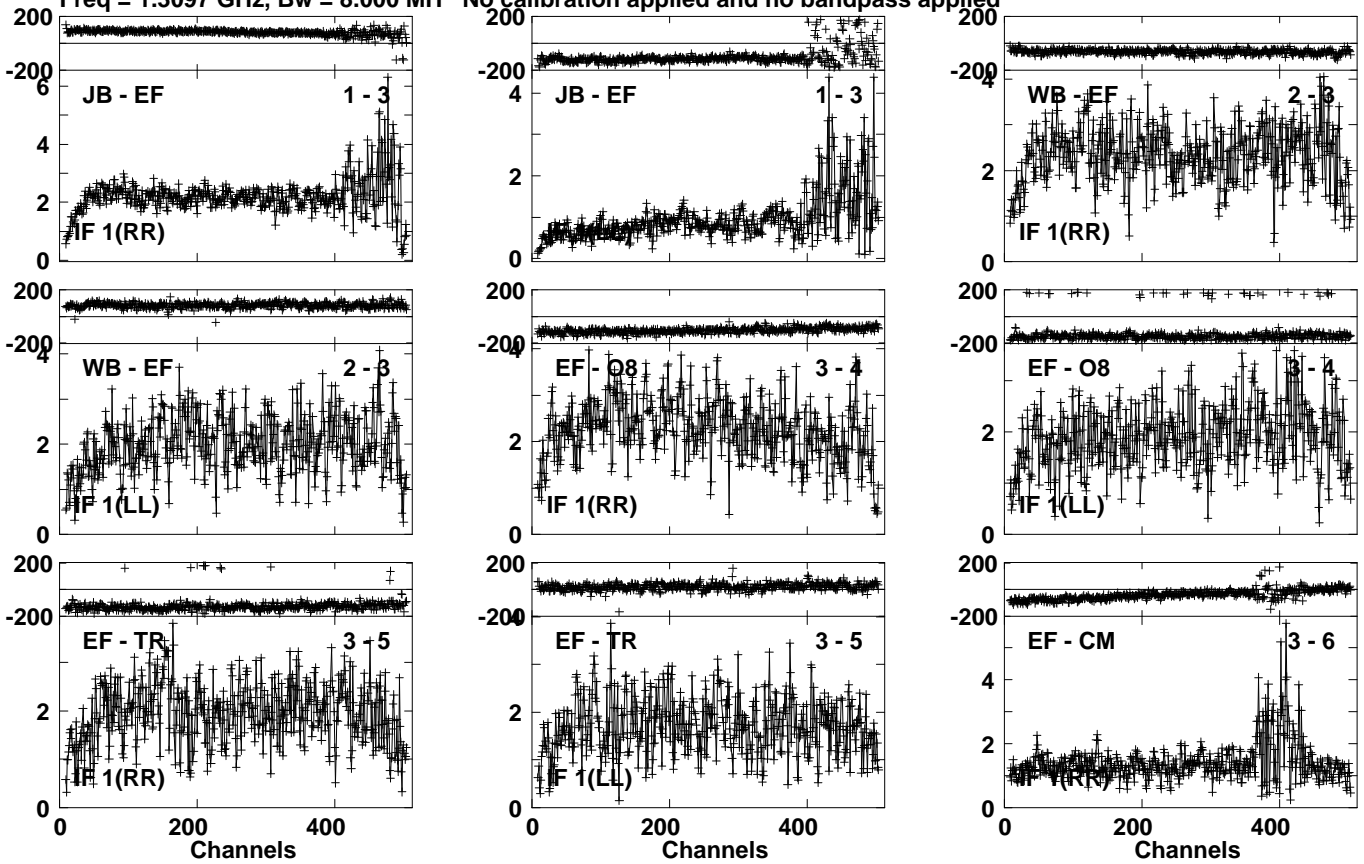 Freq = GHz, Bw = MH No calibration applied and no bandpass applied
200
-200
6
4
2
0
JB - EF 1 - 3
IF 1(RR)
200
-200
4
2
0
JB - EF 1 - 3
200
-200
4
2
0
WB - EF 2 - 3
IF 1(RR)
200
-200
4
2
0
WB - EF 2 - 3
IF 1(LL)
200
-200
4
2
0
EF - O8 3 - 4
IF 1(RR)
200
-200
2
0
EF - O8 3 - 4
IF 1(LL)
200
-200
2
0
EF - TR 3 - 5
IF 1(RR)
0 200 400
Channels
200
-200
4
2
0
EF - TR 3 - 5
IF 1(LL)
0 200 400
Channels
200
-200
4
2
0
EF - CM 3 - 6
IF 1(RR)
0 200 400
Channels